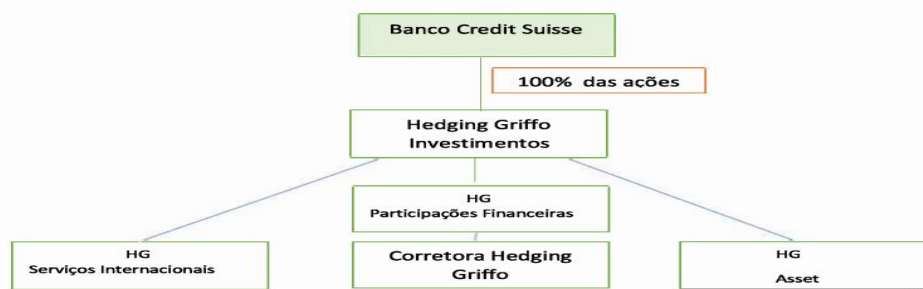 Banco Credit Suisse
100% das ações
Hedging Griffo
Investimentos
HG
Participações Financeiras
HG
Serviços Internacionais
Corretora Hedging
Griffo
HG
Asset